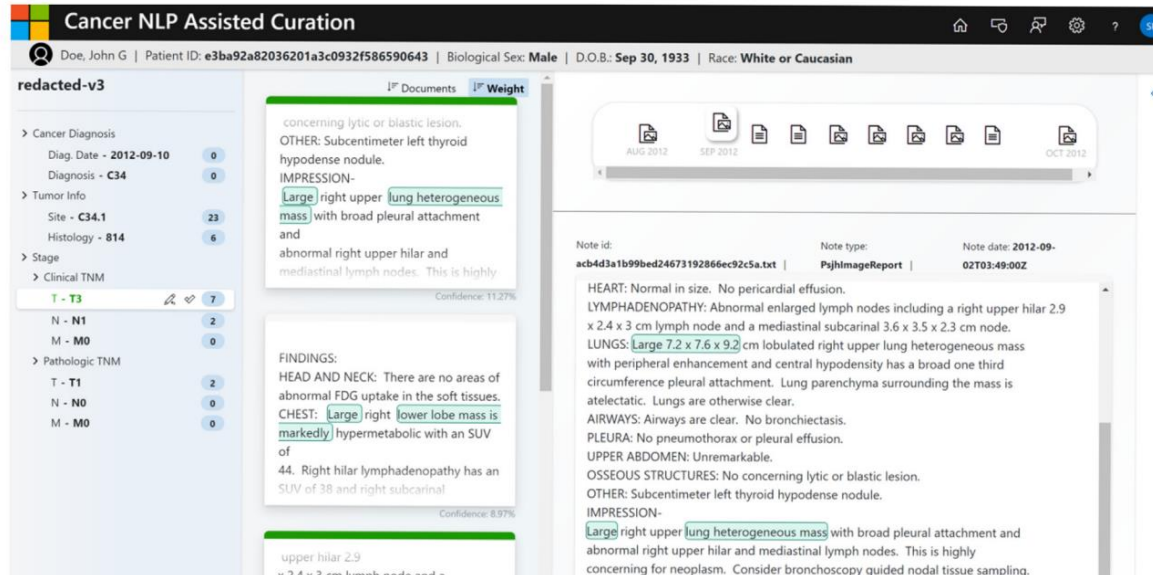 Cancer NLP Assisted Curation
?
Doe, John G | Patient ID: e3ba92a82036201a3c0932f586590643 | Biological Sex: Male | D.O.B.: Sep 30, 1933 | Race: White or Caucasian
redacted-v3
Cancer Diagnosis
Diag. Date - 2012-09-10 0
Diagnosis - C34 0
Tumor Info
Site - C34.1 23
Histology - 814 6
Stage
Clinical TNM
T - T3 7
N - N1 2
M - M0 0
Pathologic TNM
T - T1 2
N - N0 0
M - M0 0
Documents Weight
concerning lytic or blastic lesion.
OTHER: Subcentimeter left thyroid
hypodense nodule.
IMPRESSION-
Large right upper lung heterogeneous
mass with broad pleural attachment
and
abnormal right upper hilar and
mediastinal lymph nodes. This is highly
Confidence: 11.27%
FINDINGS:
HEAD AND NECK: There are no areas of
abnormal FDG uptake in the soft tissues.
CHEST: Large right lower lobe mass is
markedly hypermetabolic with an SUV
of
44. Right hilar lymphadenopathy has an
SUV of 38 and right subcarinal
Confidence: 8.97%
upper hilar 2.9
x 2.4 x 3 cm lymph node and a
AUG 2012 SEP 2012 OCT 2012
Note id: Note type: Note date: 2012-09-
acb4d3a1b99bed24673192866ec92c5a.txt | PsjhImageReport | 02T03:49:00Z
HEART: Normal in size. No pericardial effusion.
LYMPHADENOPATHY: Abnormal enlarged lymph nodes including a right upper hilar 2.9
x 2.4 x 3 cm lymph node and a mediastinal subcarinal 3.6 x 3.5 x 2.3 cm node.
LUNGS: Large 7.2 x 7.6 x 9.2 cm lobulated right upper lung heterogeneous mass
with peripheral enhancement and central hypodensity has a broad one third
circumference pleural attachment. Lung parenchyma surrounding the mass is
atelectatic. Lungs are otherwise clear.
AIRWAYS: Airways are clear. No bronchiectasis.
PLEURA: No pneumothorax or pleural effusion.
UPPER ABDOMEN: Unremarkable.
OSSEOUS STRUCTURES: No concerning lytic or blastic lesion.
OTHER: Subcentimeter left thyroid hypodense nodule.
IMPRESSION-
Large right upper lung heterogeneous mass with broad pleural attachment and
abnormal right upper hilar and mediastinal lymph nodes. This is highly
concerning for neoplasm. Consider bronchoscopy guided nodal tissue sampling.